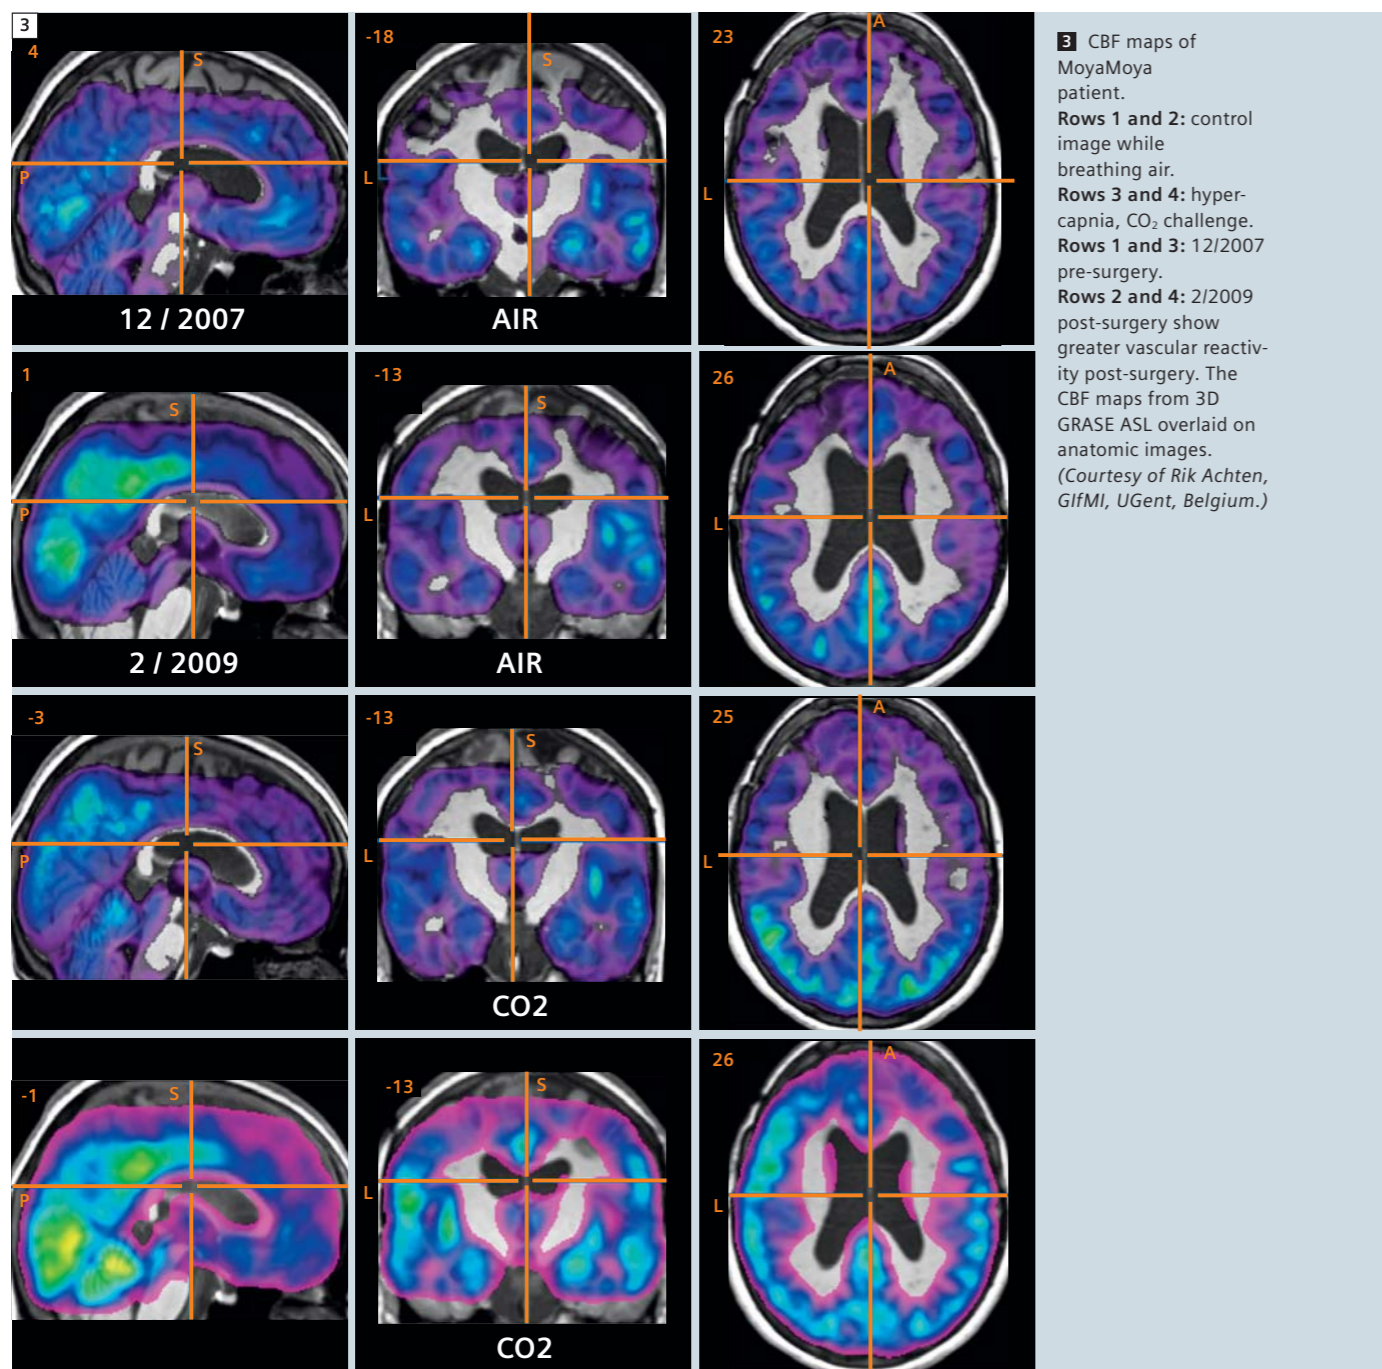 3
4
S
P
12 / 2007
-18
S
L
AIR
23
A
L
1
S
P
2 / 2009
-13
S
L
AIR
26
A
L
-3
S
P
-13
S
L
CO2
25
A
L
-1
S
P
-13
S
L
CO2
26
A
L
3 CBF maps of
MoyaMoya
patient.
Rows 1 and 2: control
image while
breathing air.
Rows 3 and 4: hyper-
capnia, CO₂ challenge.
Rows 1 and 3: 12/2007
pre-surgery.
Rows 2 and 4: 2/2009
post-surgery show
greater vascular reactiv-
ity post-surgery. The
CBF maps from 3D
GRASE ASL overlaid on
anatomic images.
(Courtesy of Rik Achten,
GIfMI, UGent, Belgium.)